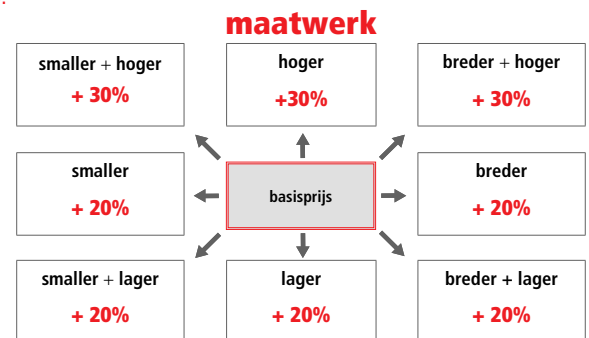 maatwerk
smaller + hoger
+ 30%
hoger
+30%
breder + hoger
+ 30%
smaller
+ 20%
basisprijs
breder
+ 20%
smaller + lager
+ 20%
lager
+ 20%
breder + lager
+ 20%